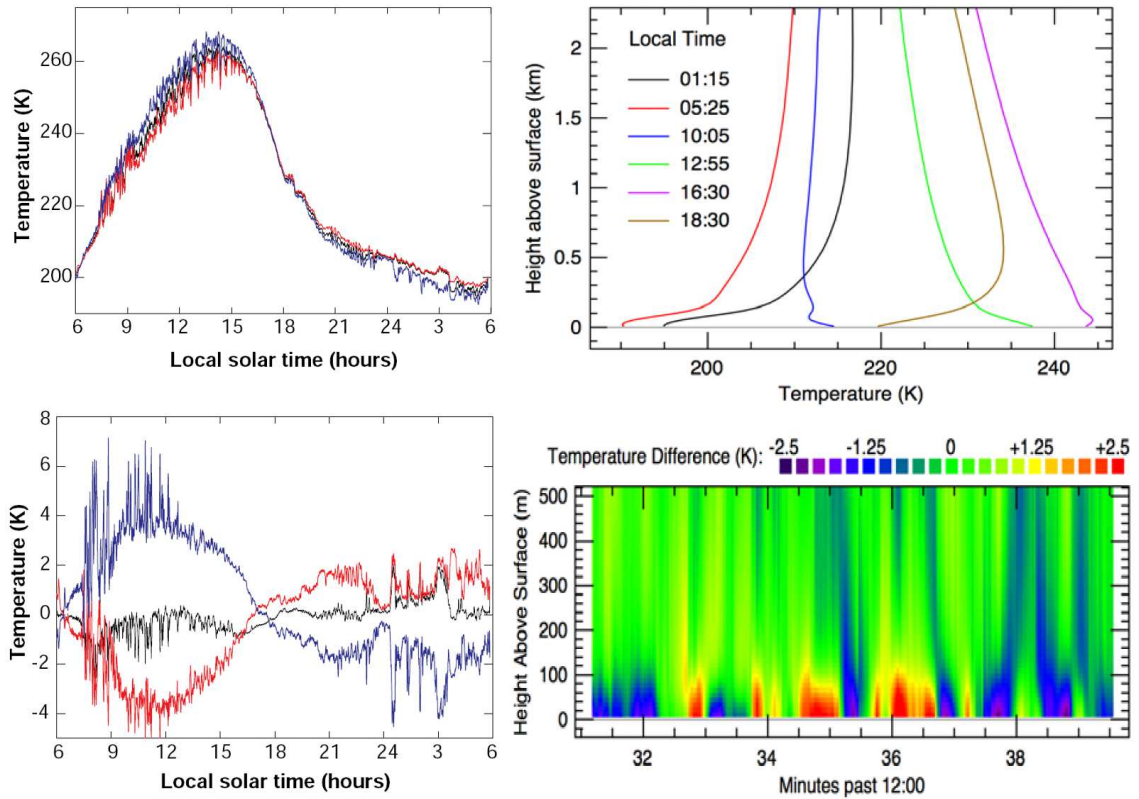 260
240
220
200
Temperature (K)
6 9 12 15 18 21 24 3 6
Local solar time (hours)
Local Time
01:15
05:25
10:05
12:55
16:30
18:30
2
1.5
1
0.5
0
Height above surface (km)
200 220 240
Temperature (K)
8
6
4
2
0
-2
-4
Temperature (K)
6 9 12 15 18 21 24 3 6
Local solar time (hours)
Temperature Difference (K): -2.5 -1.25 0 +1.25 +2.5
500
400
300
200
100
0
Height Above Surface (m)
32 34 36 38
Minutes past 12:00